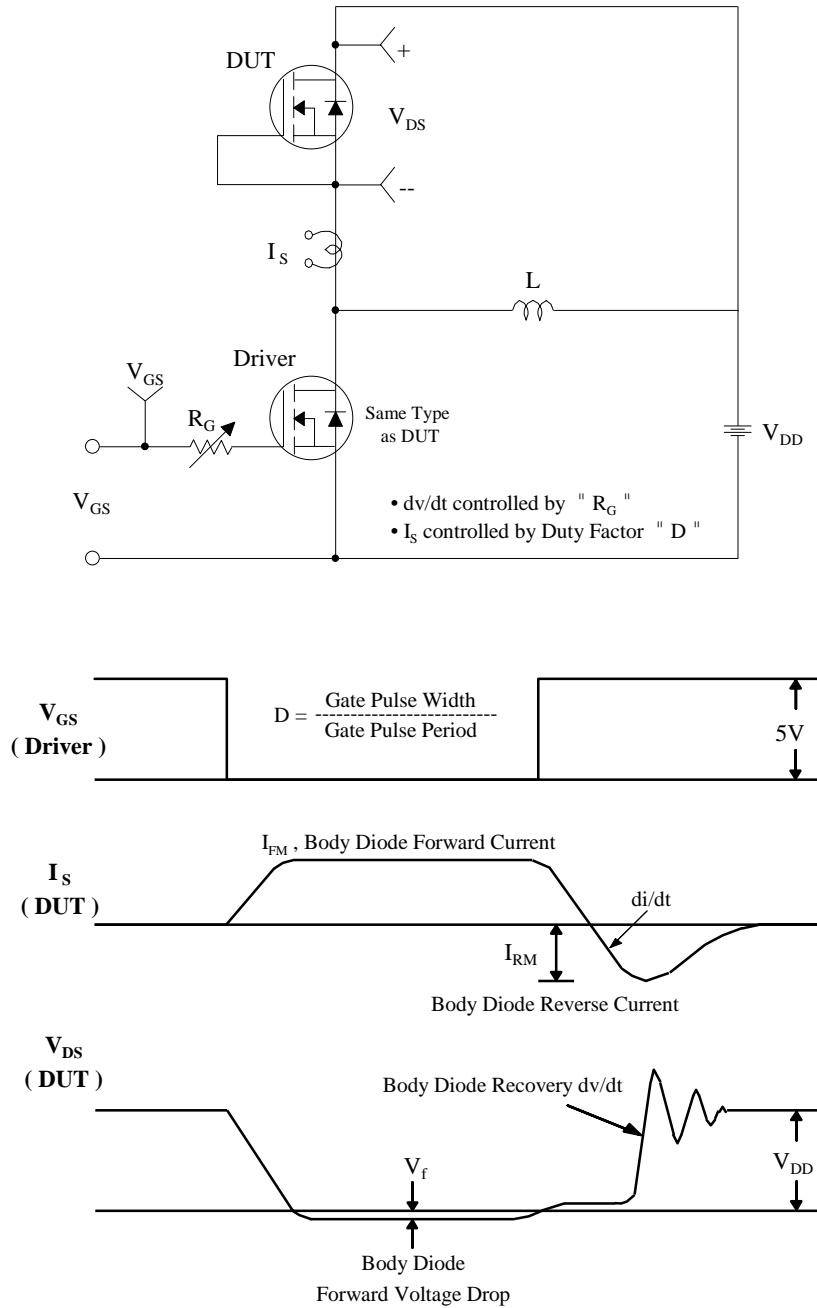 DUT
+
V_DS
--
I_S
L
Driver
V_GS
R_G
Same Type
as DUT
V_DD
V_GS
• dv/dt controlled by " R_G "
• I_S controlled by Duty Factor " D "
V_GS
( Driver )
D = Gate Pulse Width
--------------------------
Gate Pulse Period
5V
I_FM , Body Diode Forward Current
I_S
( DUT )
di/dt
I_RM
Body Diode Reverse Current
V_DS
( DUT )
Body Diode Recovery dv/dt
V_f
V_DD
Body Diode
Forward Voltage Drop